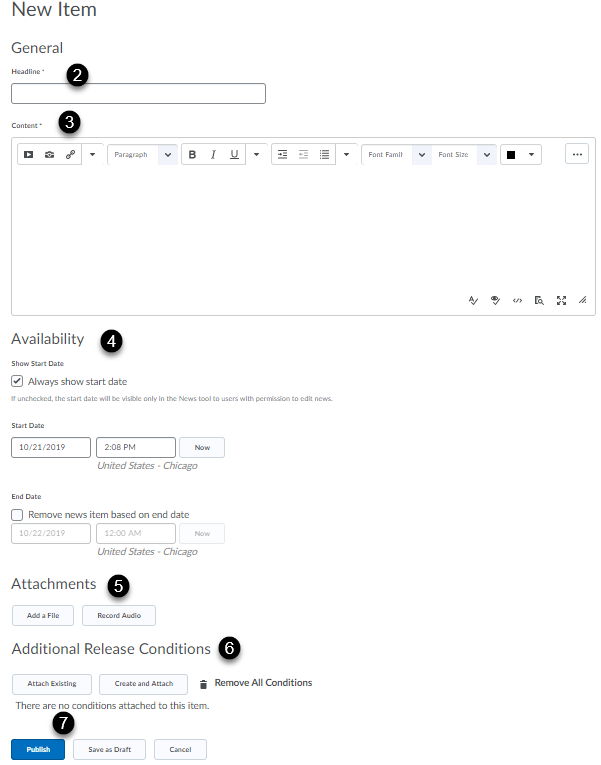 New Item
General
Headline * 2
Content * 3
Paragraph B I U Font Famil Font Size ...
Availability 4
Show Start Date
Always show start date
If unchecked, the start date will be visible only in the News tool to users with permission to edit news.
Start Date
10/21/2019 2:08 PM Now
United States - Chicago
End Date
Remove news item based on end date
10/22/2019 12:00 AM Now
United States - Chicago
Attachments 5
Add a File Record Audio
Additional Release Conditions 6
Attach Existing Create and Attach Remove All Conditions
There are no conditions attached to this item.
7
Publish Save as Draft Cancel